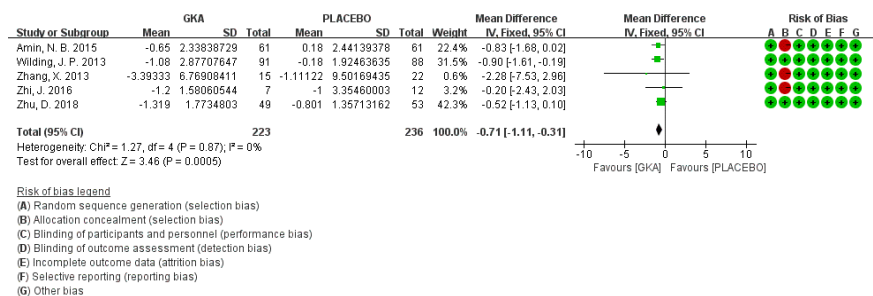 GKA PLACEBO Mean Difference Mean Difference Risk of Bias
Study or Subgroup Mean SD Total Mean SD Total Weight IV, Fixed, 95% CI IV, Fixed, 95% CI A B C D E F G
Amin, N. B. 2015 -0.65 2.33838729 61 0.18 2.44139378 61 22.4% -0.83 [-1.68, 0.02]
Wilding, J. P. 2013 -1.08 2.87707647 91 -0.18 1.92463635 88 31.5% -0.90 [-1.61, -0.19]
Zhang, X. 2013 -3.39333 6.76908411 15 -1.11122 9.50169435 22 0.6% -2.28 [-7.53, 2.96]
Zhi, J. 2016 -1.2 1.58060544 7 -1 3.35460003 12 3.2% -0.20 [-2.43, 2.03]
Zhu, D. 2018 -1.319 1.7734803 49 -0.801 1.35713162 53 42.3% -0.52 [-1.13, 0.10]
Total (95% CI) 223 236 100.0% -0.71 [-1.11, -0.31]
Heterogeneity: Chi² = 1.27, df = 4 (P = 0.87); I² = 0%
Test for overall effect: Z = 3.46 (P = 0.0005)
-10 -5 0 5 10
Favours [GKA] Favours [PLACEBO]
Risk of bias legend
(A) Random sequence generation (selection bias)
(B) Allocation concealment (selection bias)
(C) Blinding of participants and personnel (performance bias)
(D) Blinding of outcome assessment (detection bias)
(E) Incomplete outcome data (attrition bias)
(F) Selective reporting (reporting bias)
(G) Other bias